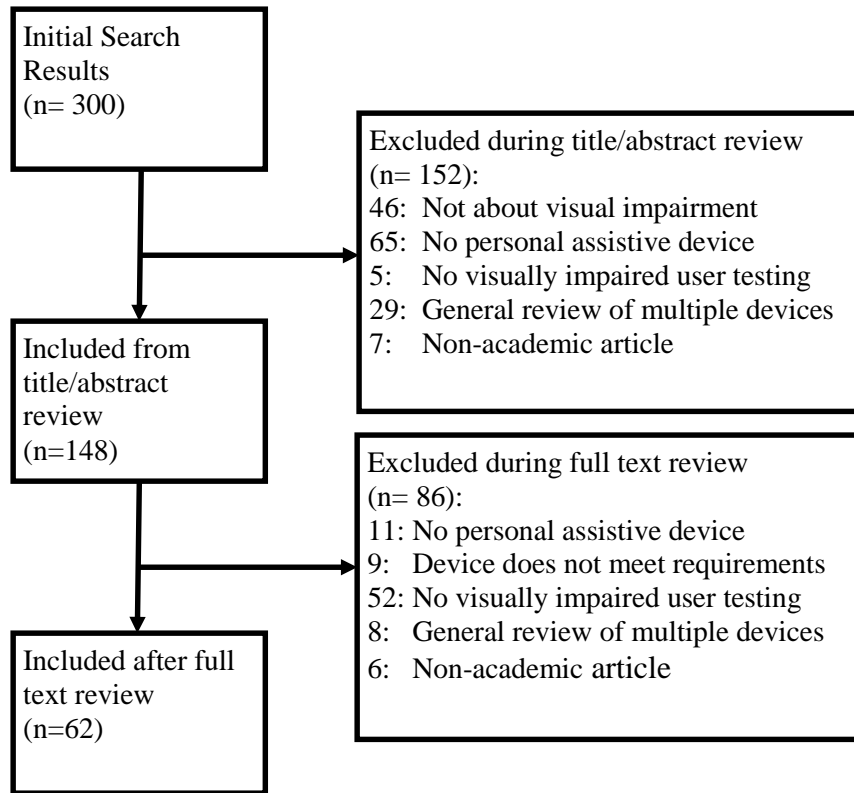 Initial Search
Results
(n= 300)
Excluded during title/abstract review
(n= 152):
46: Not about visual impairment
65: No personal assistive device
5: No visually impaired user testing
29: General review of multiple devices
7: Non-academic article
Included from
title/abstract
review
(n=148)
Excluded during full text review
(n= 86):
11: No personal assistive device
9: Device does not meet requirements
52: No visually impaired user testing
8: General review of multiple devices
6: Non-academic article
Included after full
text review
(n=62)